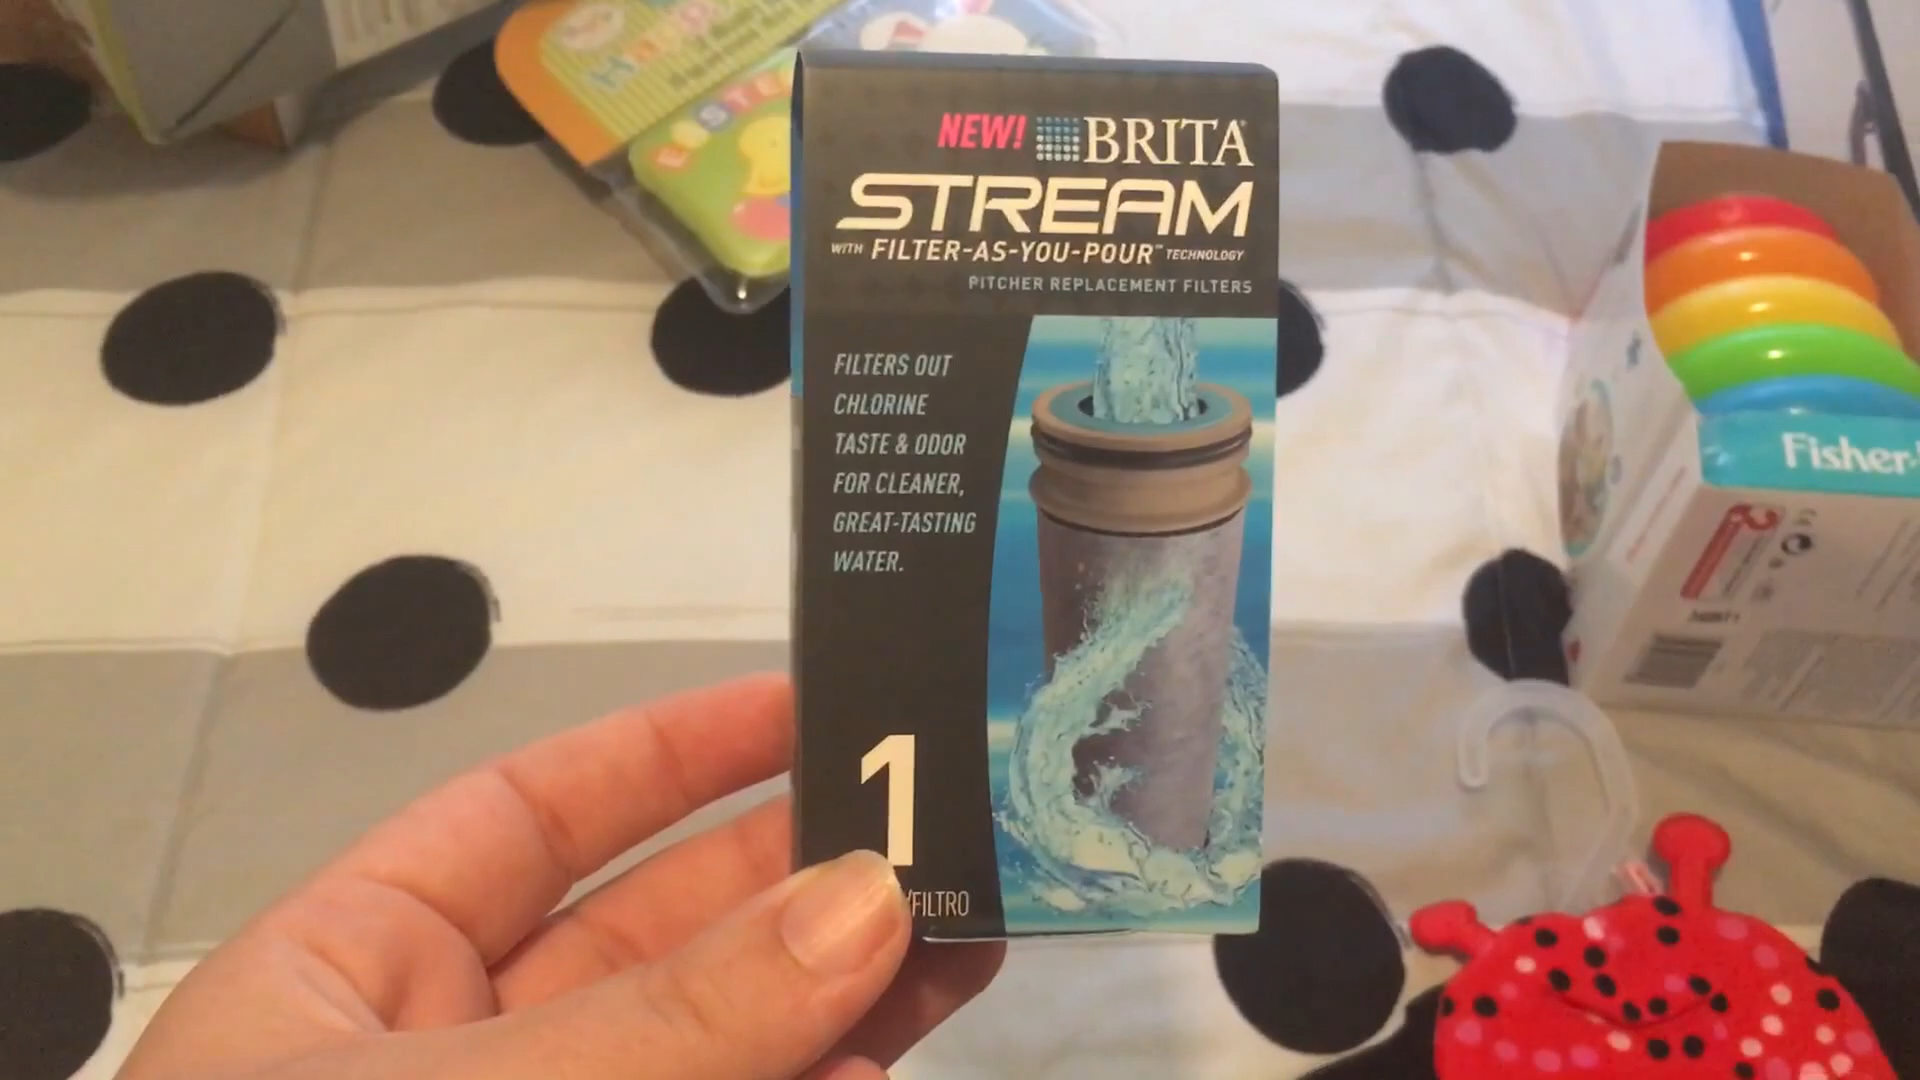 NEW! BRITA
STREAM
WITH FILTER-AS-YOU-POUR™ TECHNOLOGY
PITCHER REPLACEMENT FILTERS
FILTERS OUT
CHLORINE
TASTE & ODOR
FOR CLEANER,
GREAT-TASTING
WATER.
1
/FILTRO
Fisher-